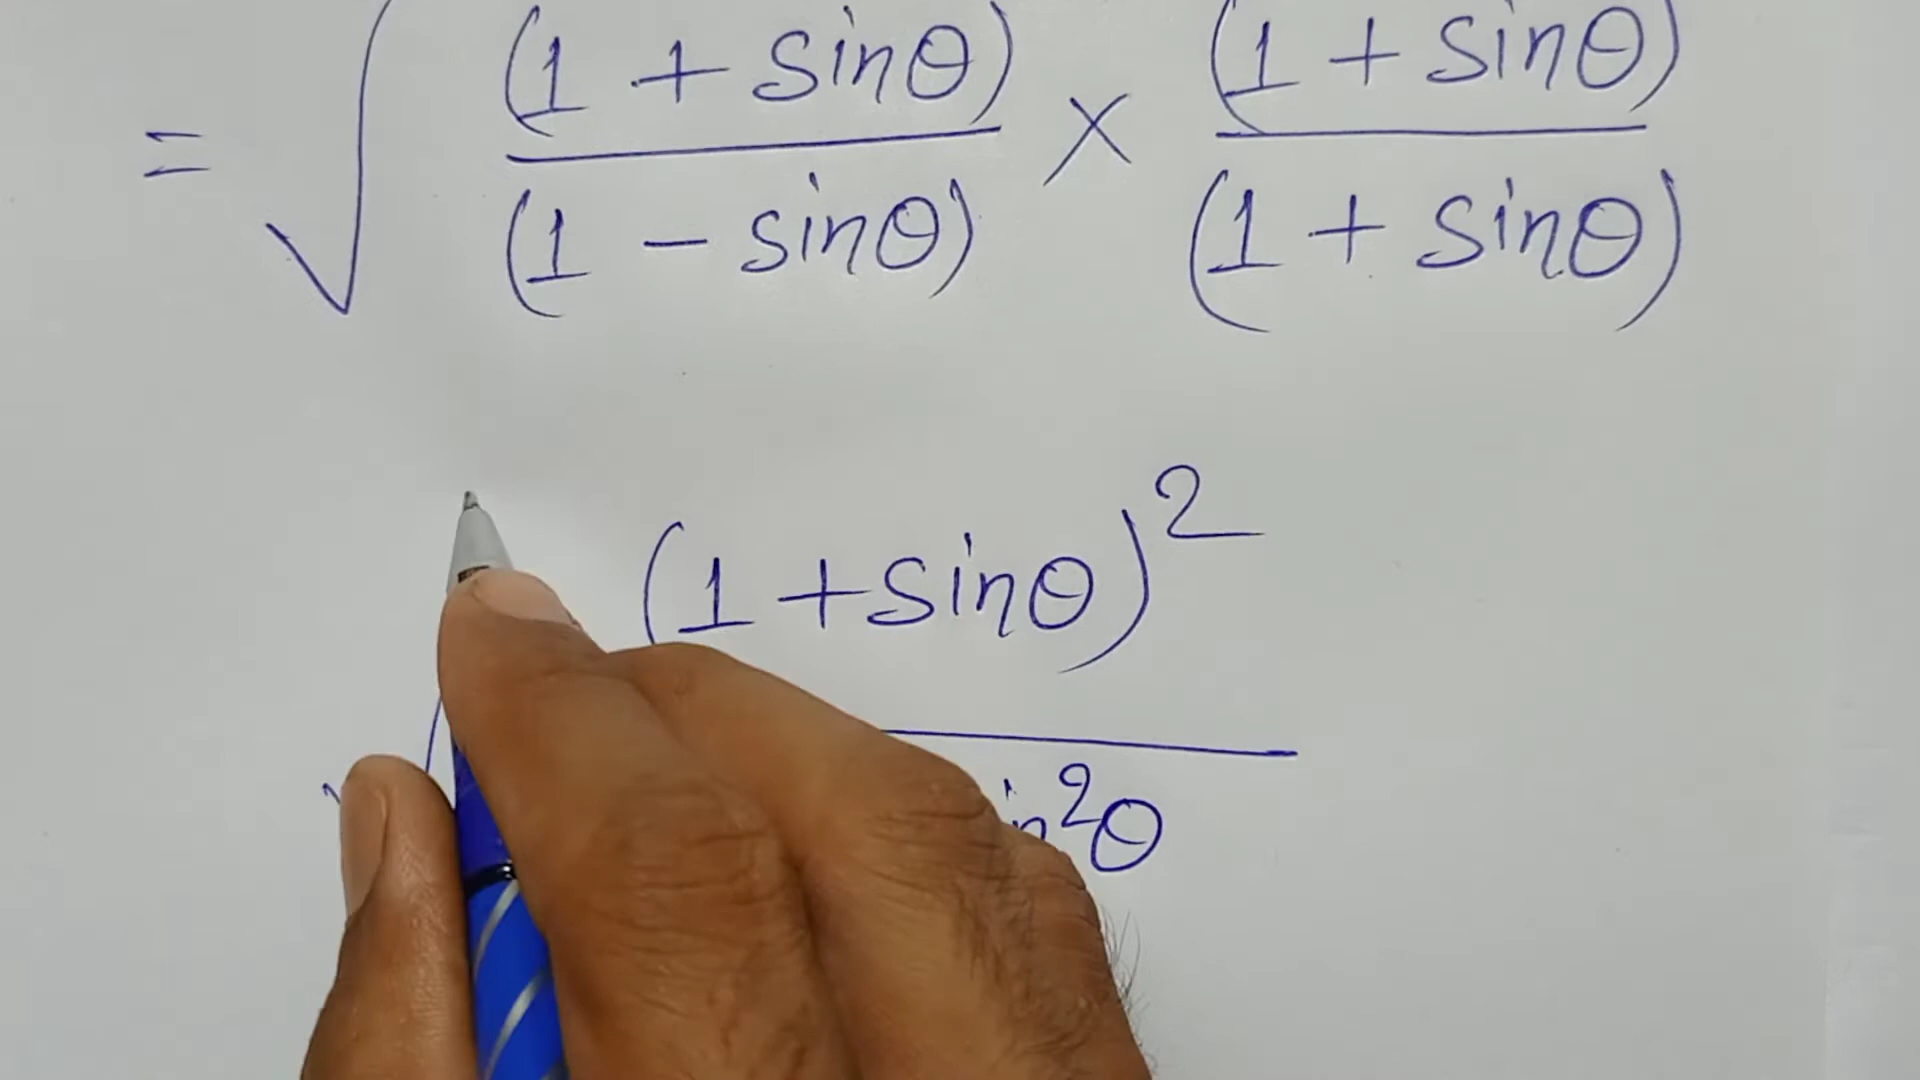 = √ (1 + sinθ) / (1 - sinθ) × (1 + sinθ) / (1 + sinθ)
(1 + sinθ)²
n²θ